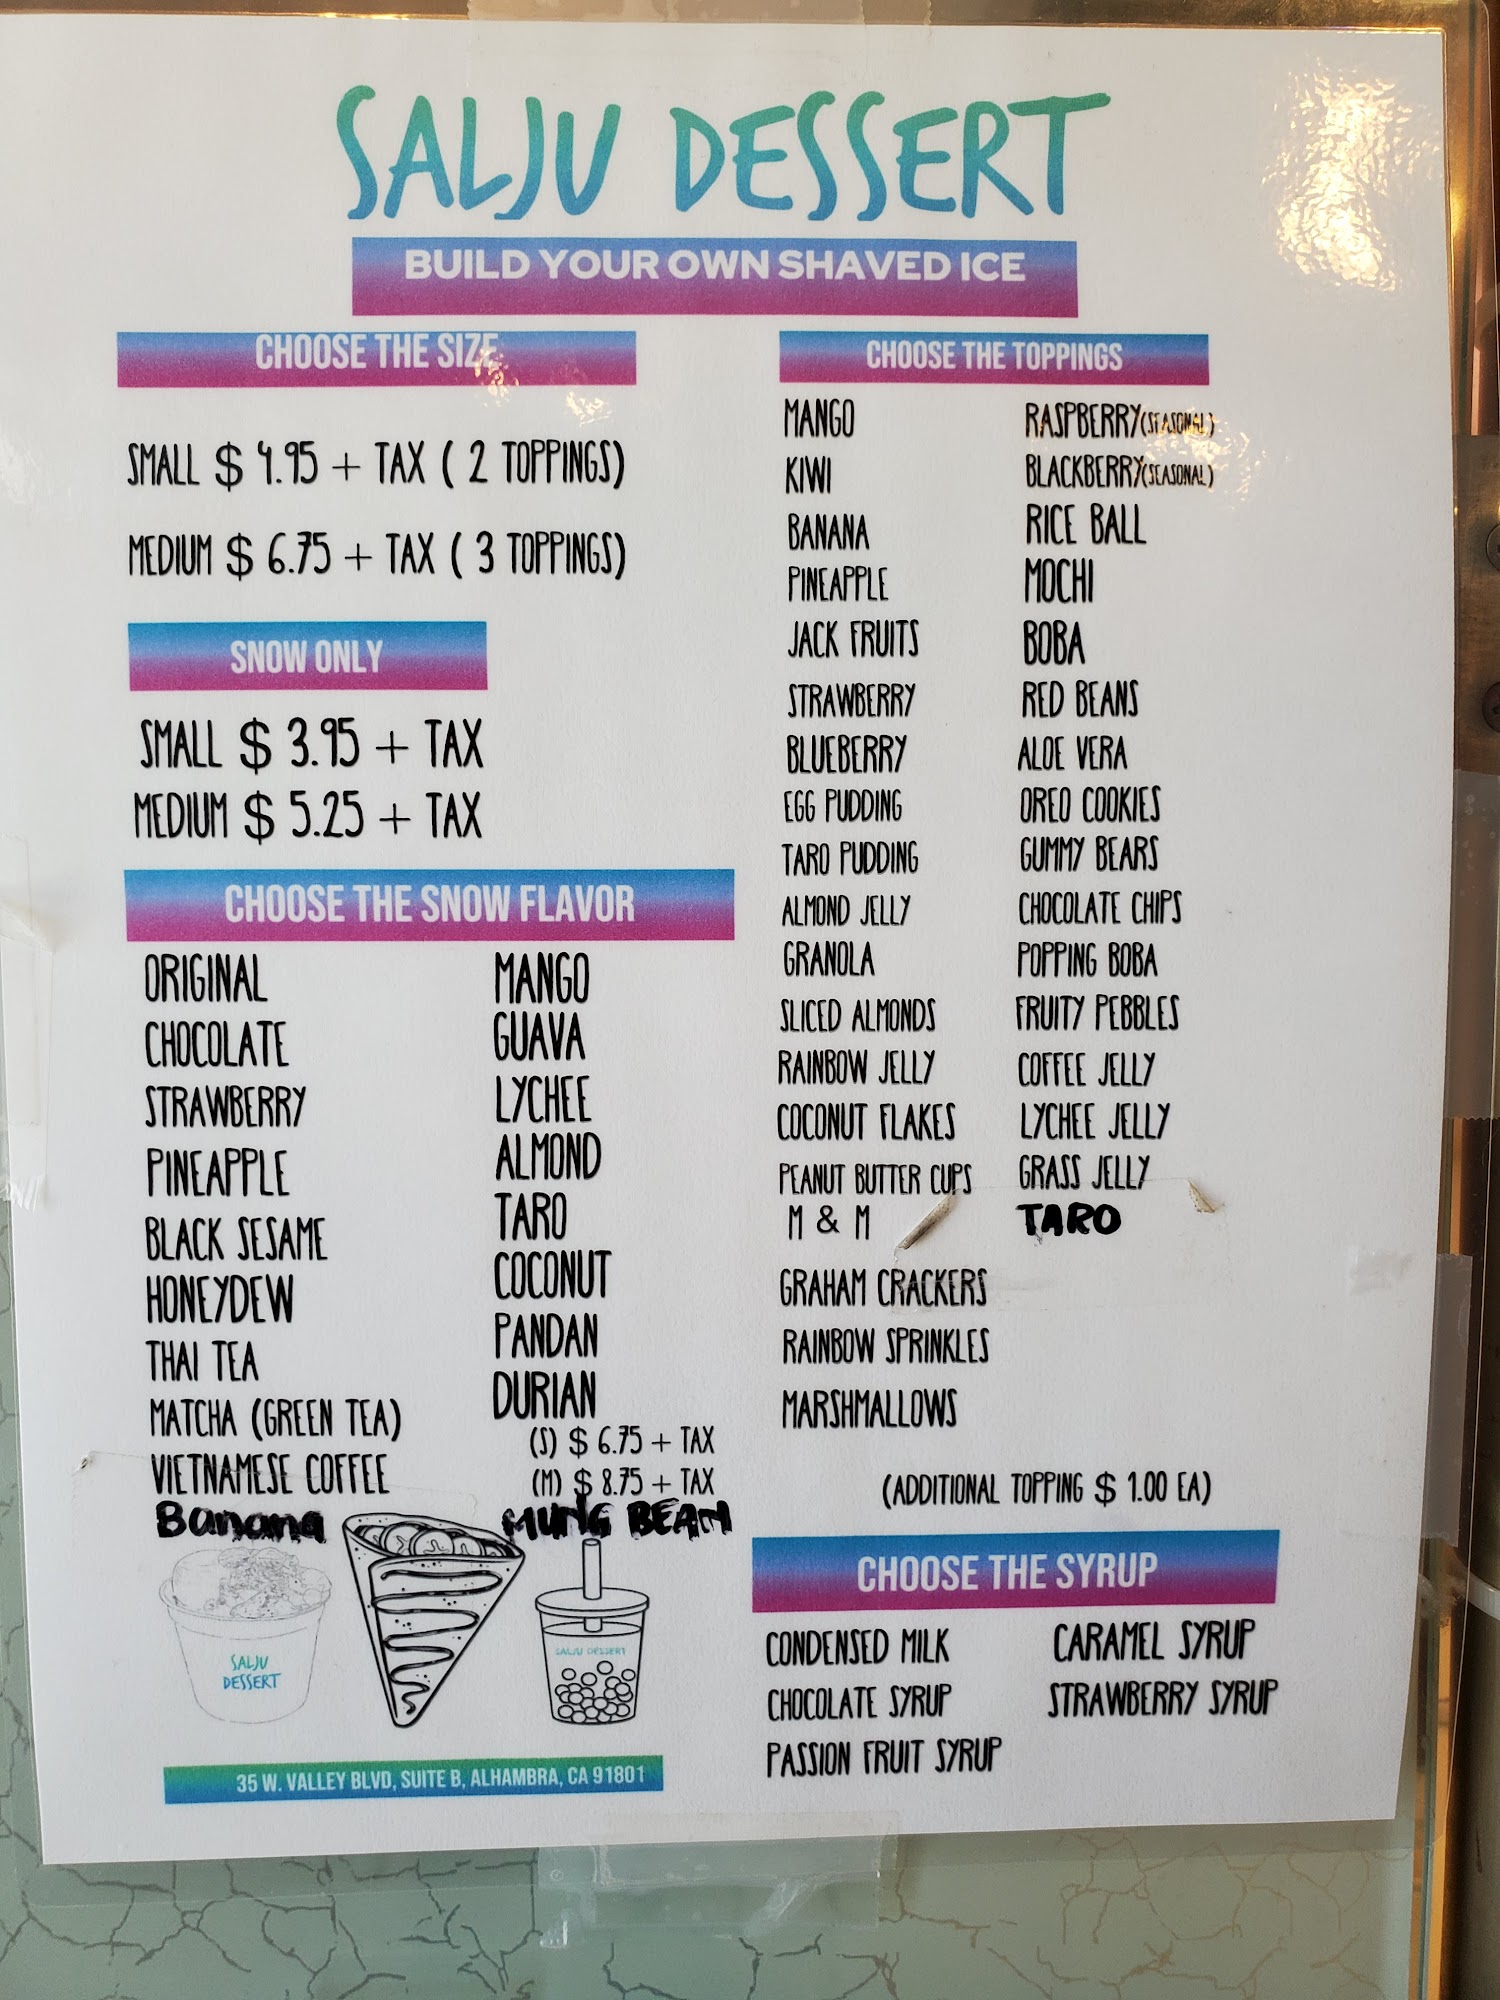 SALJU DESSERT
BUILD YOUR OWN SHAVED ICE
CHOOSE THE SIZE
SMALL $ 4.95 + TAX ( 2 TOPPINGS)
MEDIUM $ 6.75 + TAX ( 3 TOPPINGS)
SNOW ONLY
SMALL $ 3.95 + TAX
MEDIUM $ 5.25 + TAX
CHOOSE THE SNOW FLAVOR
ORIGINAL
CHOCOLATE
STRAWBERRY
PINEAPPLE
BLACK SESAME
HONEYDEW
THAI TEA
MATCHA (GREEN TEA)
VIETNAMESE COFFEE
Banana
MANGO
GUAVA
LYCHEE
ALMOND
TARO
COCONUT
PANDAN
DURIAN
(S) $ 6.75 + TAX
(M) $ 8.75 + TAX
MUNG BEAN
SALJU
DESSERT
SALJU DESSERT
35 W. VALLEY BLVD, SUITE B, ALHAMBRA, CA 91801
CHOOSE THE TOPPINGS
MANGO
KIWI
BANANA
PINEAPPLE
JACK FRUITS
STRAWBERRY
BLUEBERRY
EGG PUDDING
TARO PUDDING
ALMOND JELLY
GRANOLA
SLICED ALMONDS
RAINBOW JELLY
COCONUT FLAKES
PEANUT BUTTER CUPS
M & M
GRAHAM CRACKERS
RAINBOW SPRINKLES
MARSHMALLOWS
RASPBERRY(SEASONAL)
BLACKBERRY(SEASONAL)
RICE BALL
MOCHI
BOBA
RED BEANS
ALOE VERA
OREO COOKIES
GUMMY BEARS
CHOCOLATE CHIPS
POPPING BOBA
FRUITY PEBBLES
COFFEE JELLY
LYCHEE JELLY
GRASS JELLY
TARO
(ADDITIONAL TOPPING $ 1.00 EA)
CHOOSE THE SYRUP
CONDENSED MILK
CHOCOLATE SYRUP
PASSION FRUIT SYRUP
CARAMEL SYRUP
STRAWBERRY SYRUP